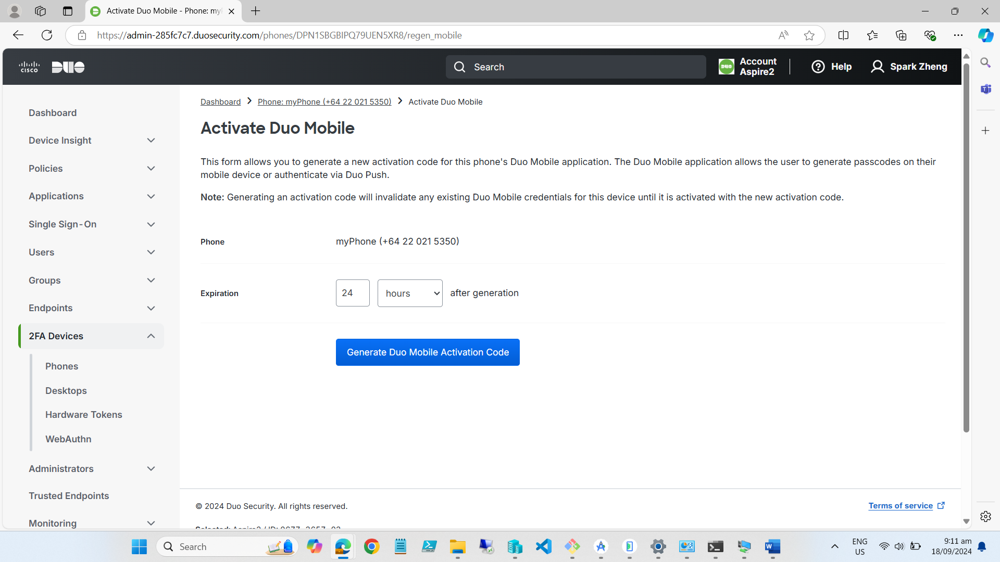 Activate Duo Mobile - Phone: my
https://admin-285fc7c7.duosecurity.com/phones/DPN1SBGBIPQ79UEN5XR8/regen_mobile
CISCO DUO
Search
Account
Aspire2
Help
Spark Zheng
Dashboard
Device Insight
Policies
Applications
Single Sign-On
Users
Groups
Endpoints
2FA Devices
Phones
Desktops
Hardware Tokens
WebAuthn
Administrators
Trusted Endpoints
Monitoring
Dashboard > Phone: myPhone (+64 22 021 5350) > Activate Duo Mobile
Activate Duo Mobile
This form allows you to generate a new activation code for this phone's Duo Mobile application. The Duo Mobile application allows the user to generate passcodes on their
mobile device or authenticate via Duo Push.
Note: Generating an activation code will invalidate any existing Duo Mobile credentials for this device until it is activated with the new activation code.
Phone myPhone (+64 22 021 5350)
Expiration 24 hours after generation
Generate Duo Mobile Activation Code
© 2024 Duo Security. All rights reserved.
Terms of service
Search
ENG
US
9:11 am
18/09/2024